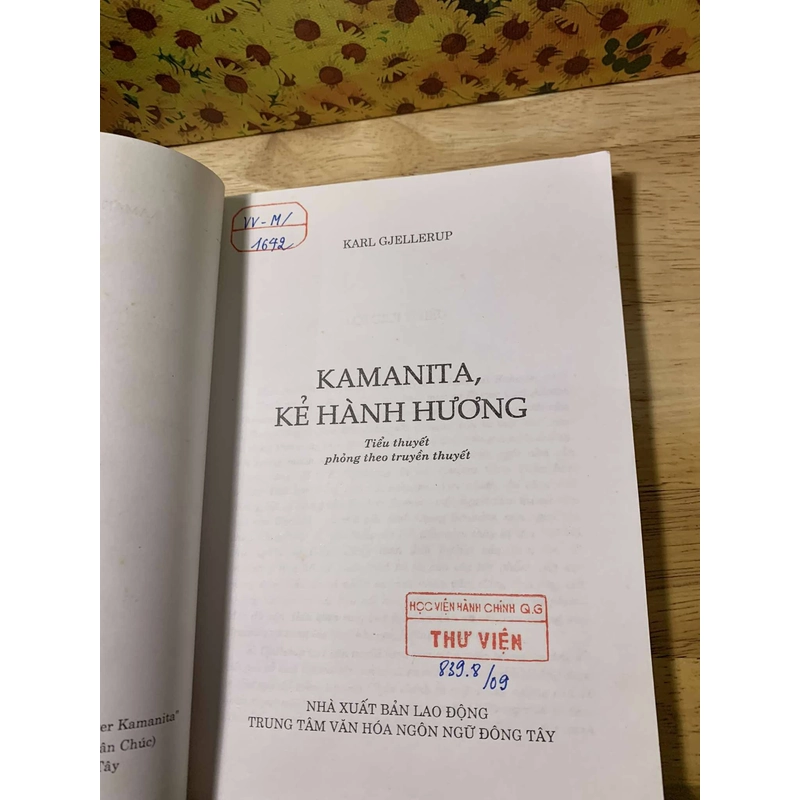 VV-M/
1642
KARL GJELLERUP
KAMANITA,
KẺ HÀNH HƯƠNG
Tiểu thuyết
phỏng theo truyền thuyết
HỌC VIỆN HÀNH CHÍNH Q.G
THƯ VIỆN
839.8/09
NHÀ XUẤT BẢN LAO ĐỘNG
TRUNG TÂM VĂN HÓA NGÔN NGỮ ĐÔNG TÂY
er Kamanita"
ân Chúc)
Tây